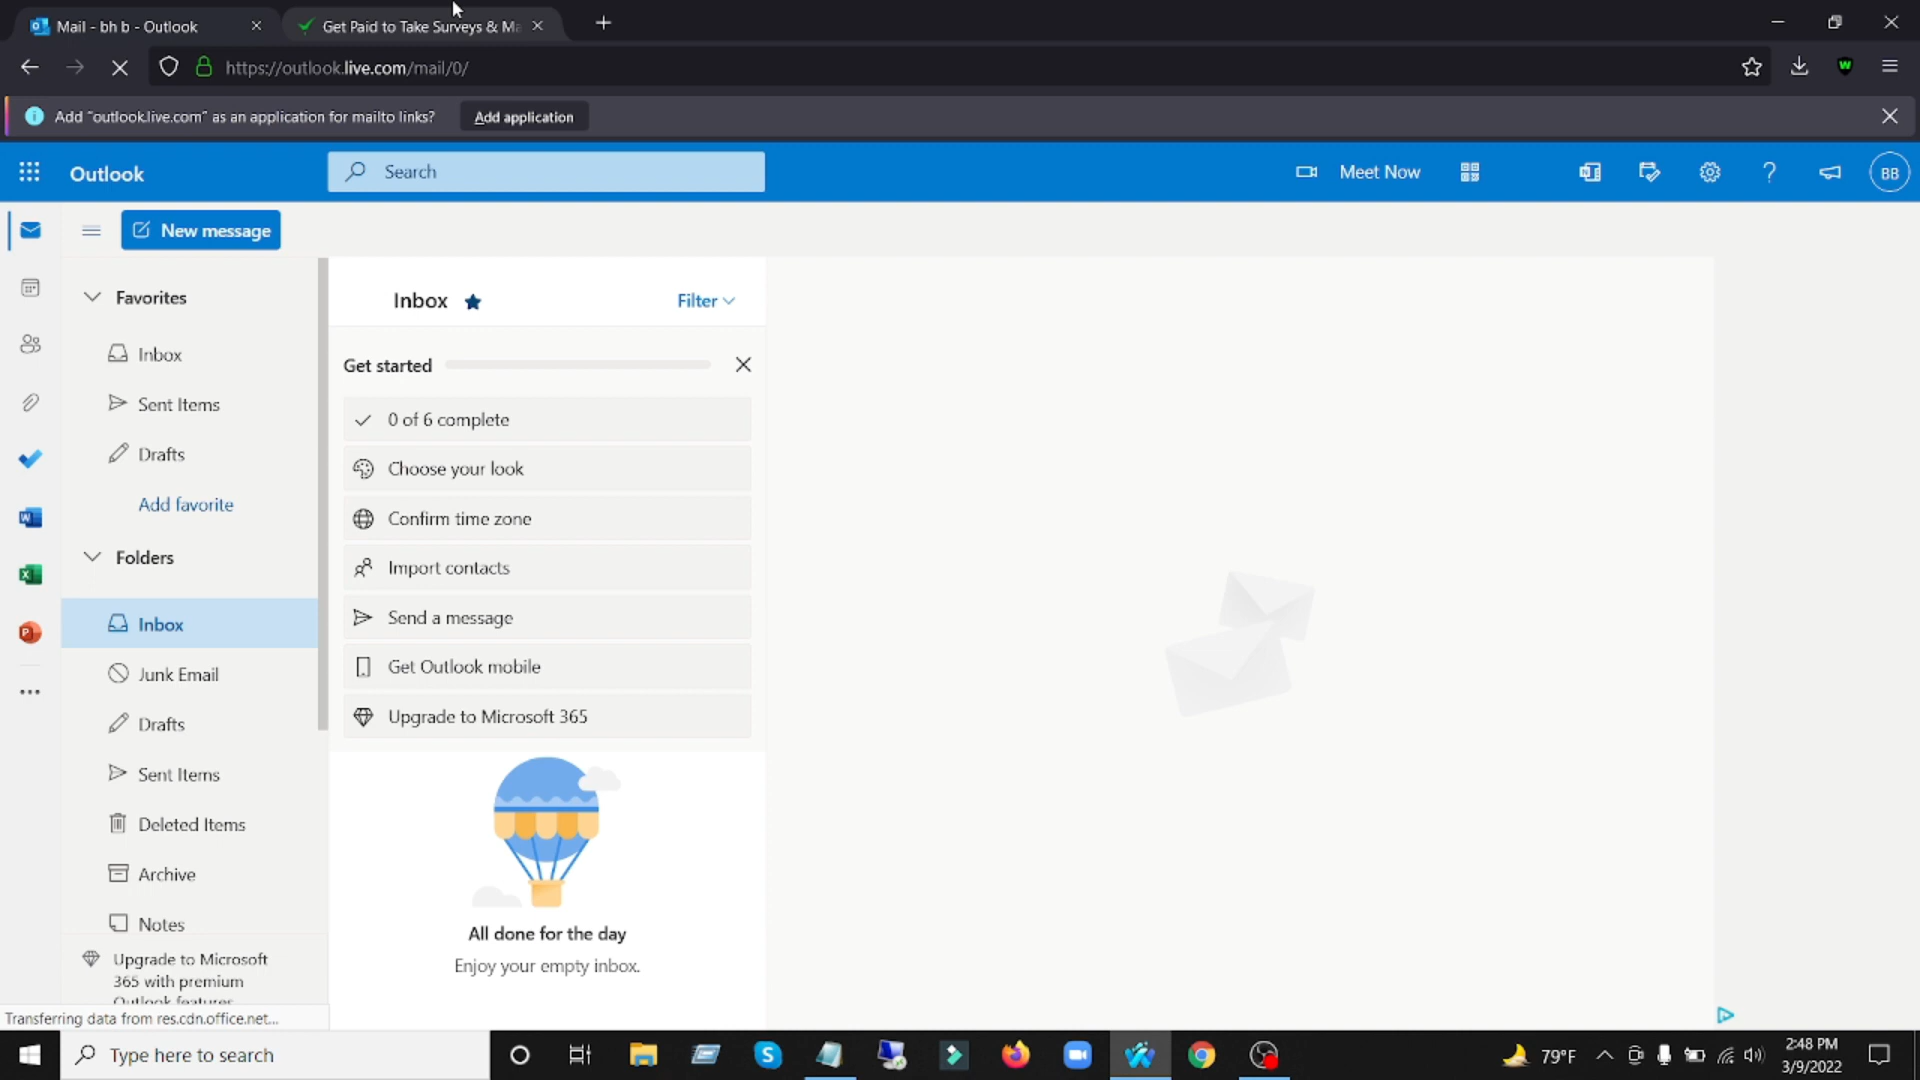 Mail - bh b - Outlook
Get Paid to Take Surveys & Ma
https://outlook.live.com/mail/0/
Add "outlook.live.com" as an application for mailto links?
Add application
Outlook
Search
Meet Now
BB
New message
Favorites
Inbox
Sent Items
Drafts
Add favorite
Folders
Inbox
Junk Email
Drafts
Sent Items
Deleted Items
Archive
Notes
Upgrade to Microsoft
365 with premium
Outlook features
Transferring data from res.cdn.office.net...
Inbox
Filter
Get started
0 of 6 complete
Choose your look
Confirm time zone
Import contacts
Send a message
Get Outlook mobile
Upgrade to Microsoft 365
All done for the day
Enjoy your empty inbox.
Type here to search
79°F
2:48 PM
3/9/2022